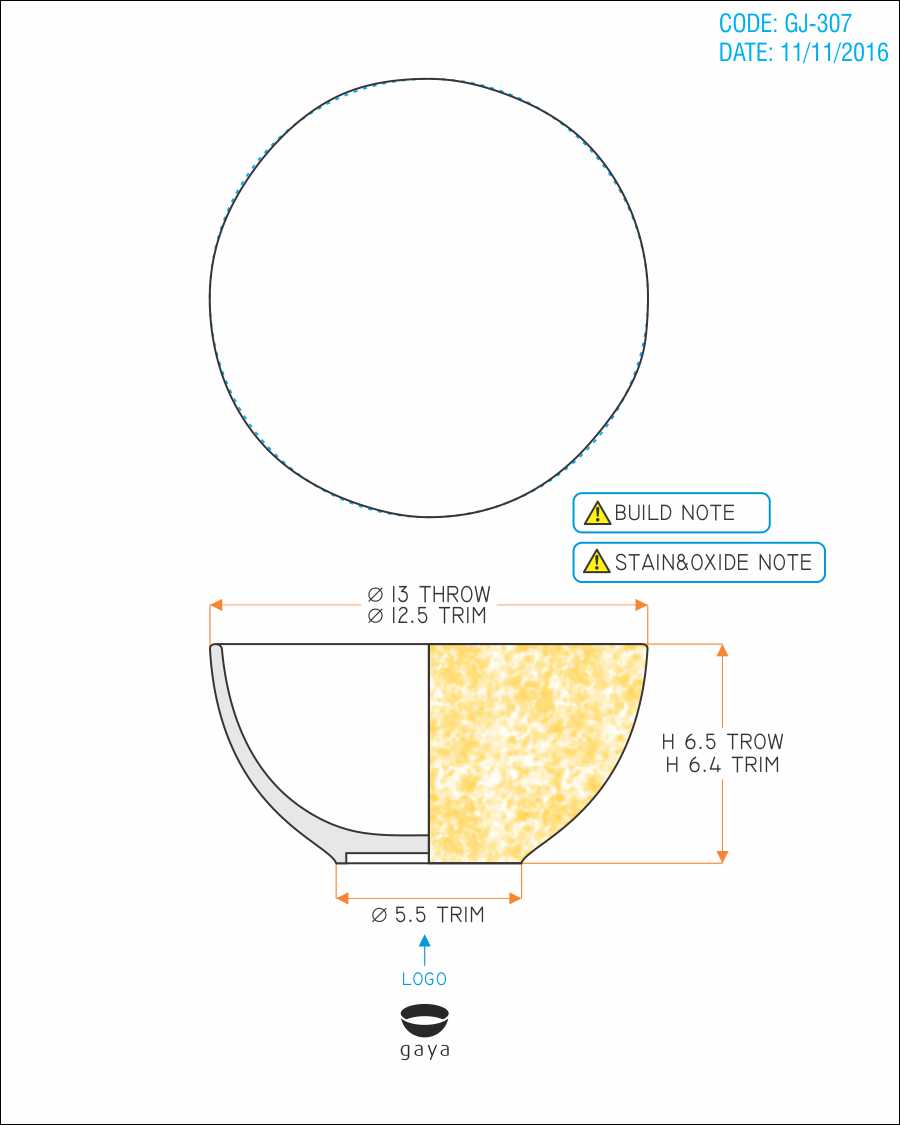 CODE: GJ-307
DATE: 11/11/2016
BUILD NOTE
STAIN&OXIDE NOTE
Ø 13 THROW
Ø 12.5 TRIM
H 6.5 TROW
H 6.4 TRIM
Ø 5.5 TRIM
LOGO
gaya